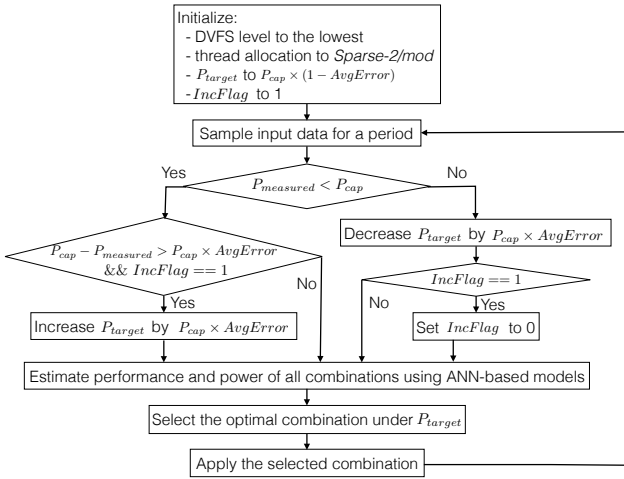 Initialize:
- DVFS level to the lowest
- thread allocation to Sparse-2/mod
- P_target to P_cap × (1 − AvgError)
- IncFlag to 1
Sample input data for a period
Yes
P_measured < P_cap
No
P_cap − P_measured > P_cap × AvgError
&& IncFlag == 1
Decrease P_target by P_cap × AvgError
IncFlag == 1
No
No
Yes
Yes
Increase P_target by P_cap × AvgError
Set IncFlag to 0
Estimate performance and power of all combinations using ANN-based models
Select the optimal combination under P_target
Apply the selected combination